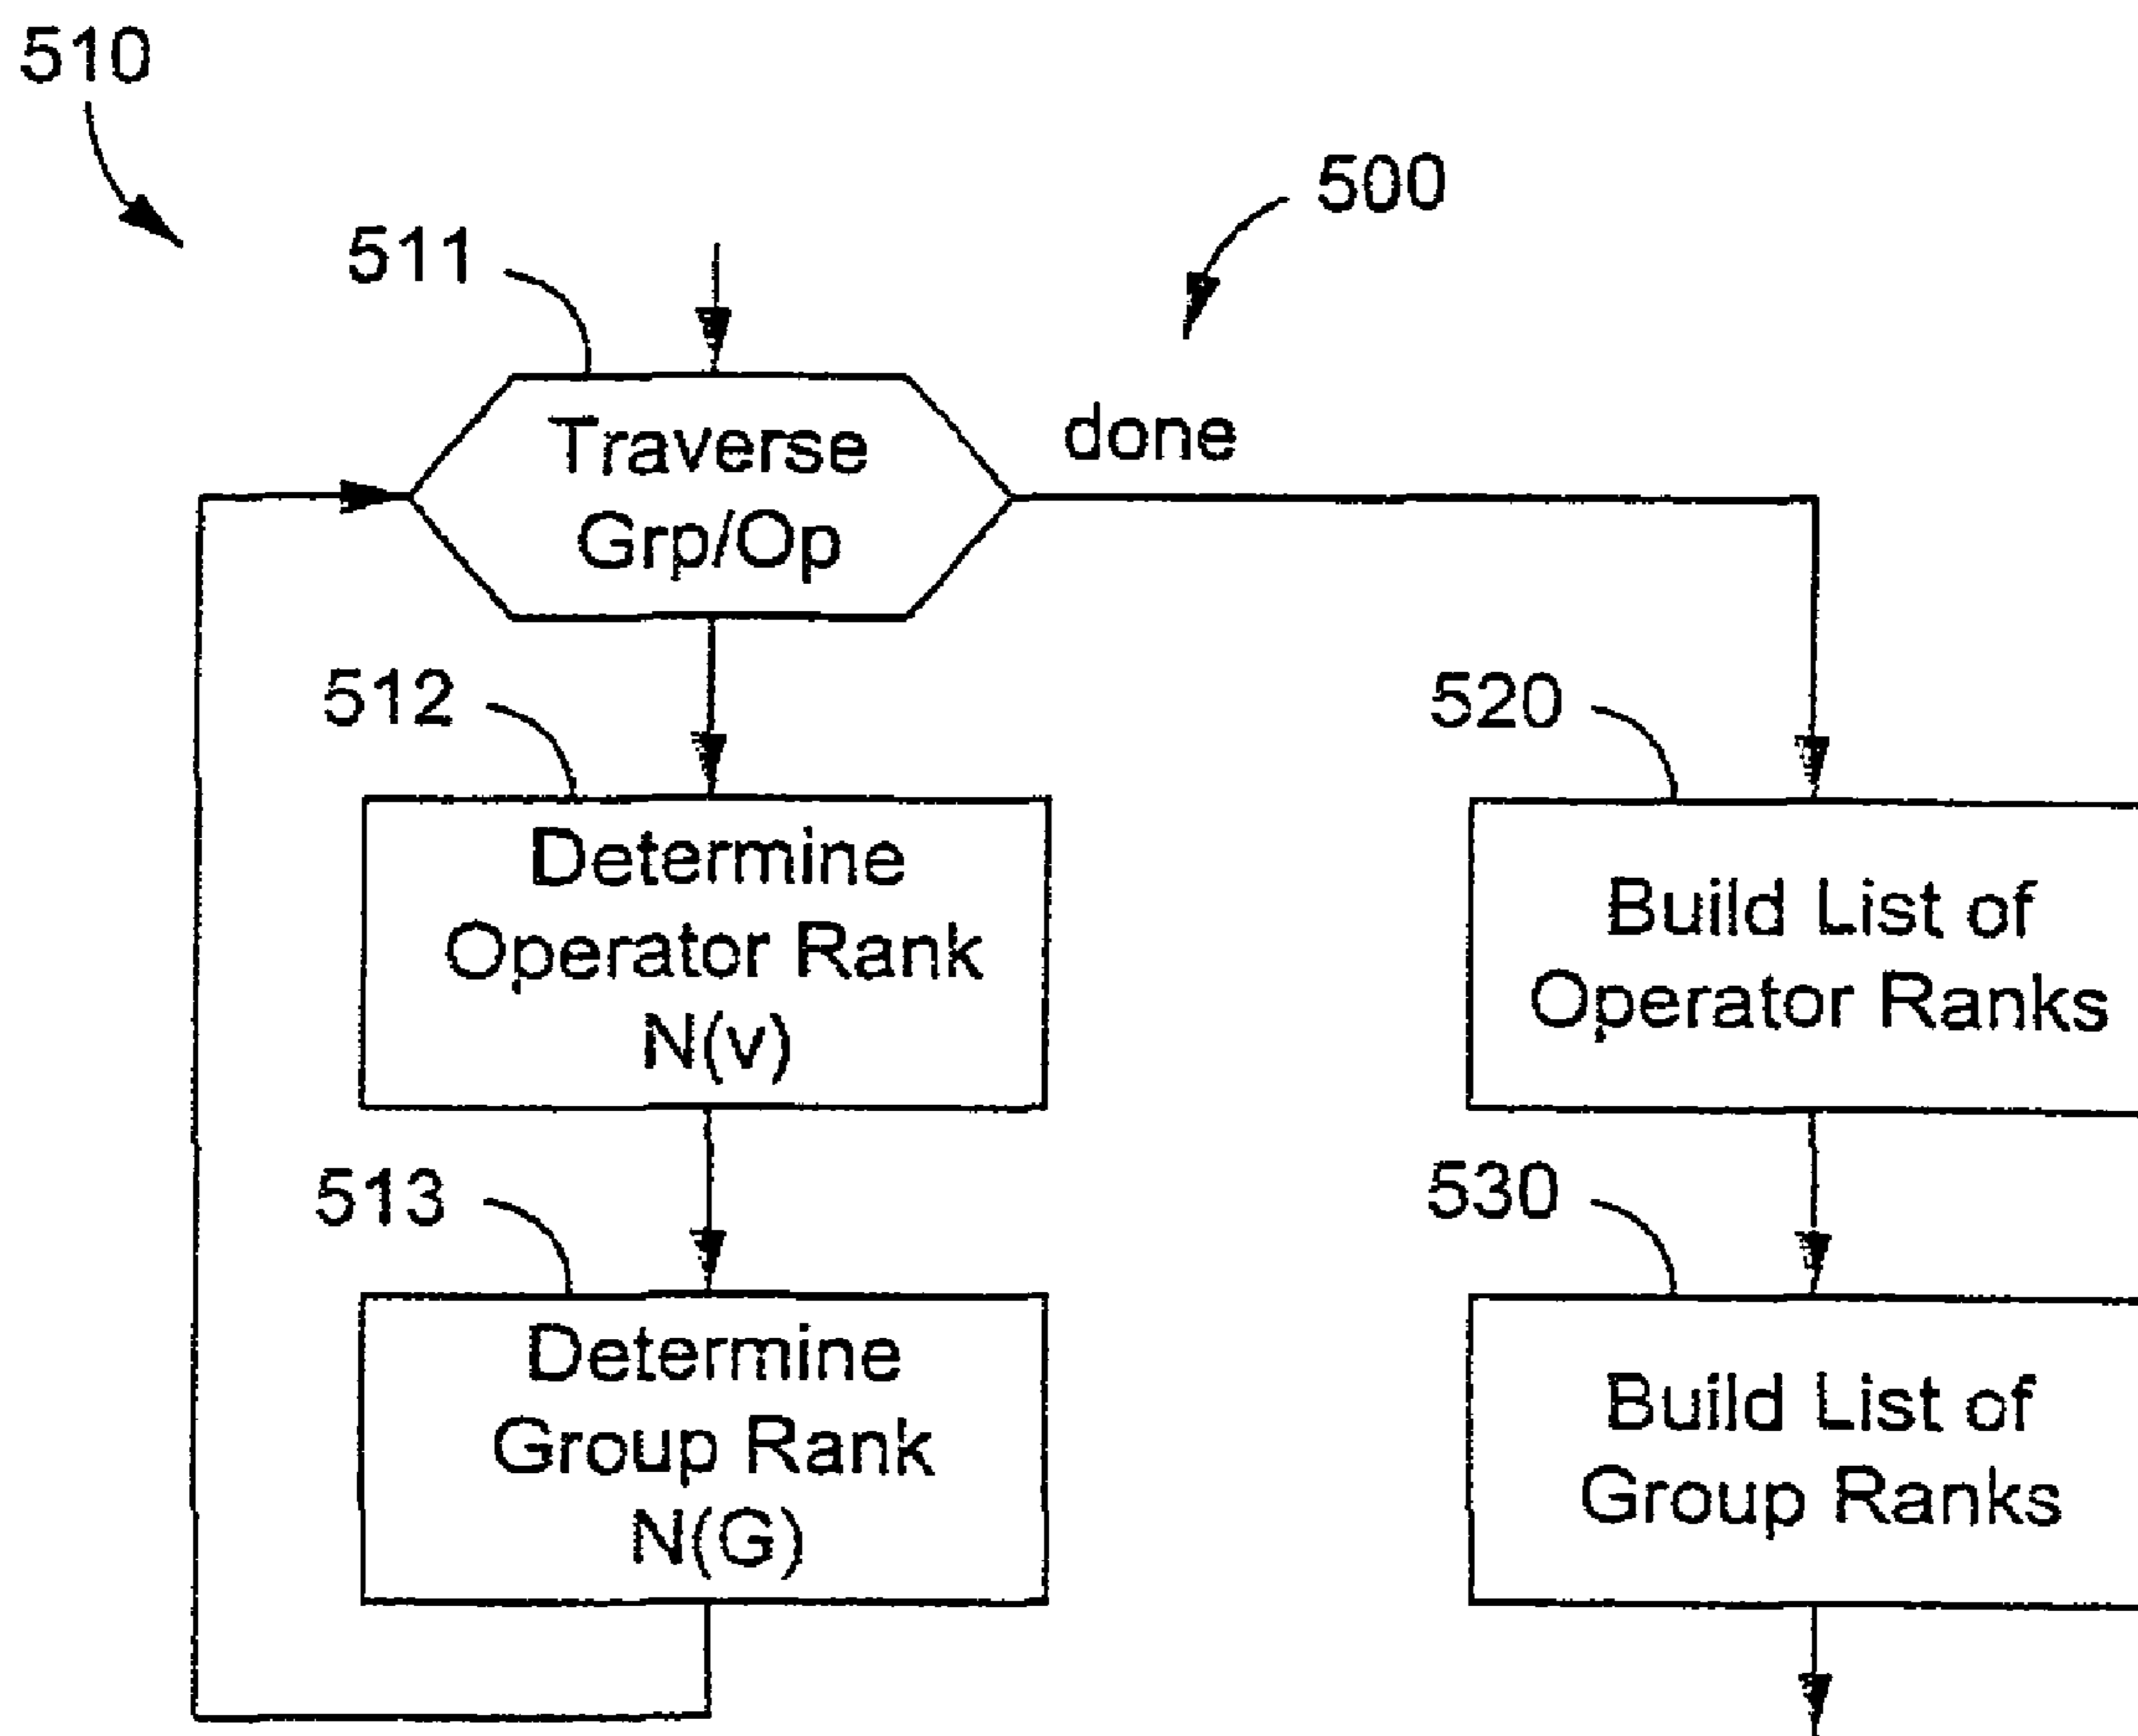 510
500
511
Traverse
Grp/Op
done
512
Determine
Operator Rank
N(v)
520
Build List of
Operator Ranks
513
Determine
Group Rank
N(G)
530
Build List of
Group Ranks